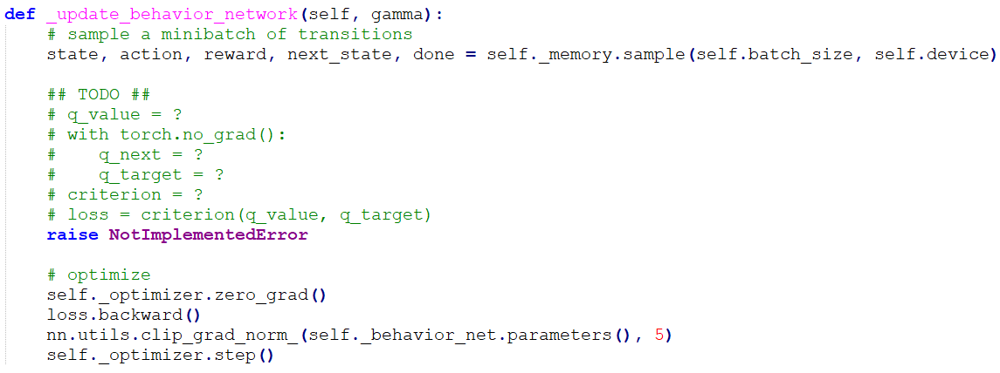 def _update_behavior_network(self, gamma):
    # sample a minibatch of transitions
    state, action, reward, next_state, done = self._memory.sample(self.batch_size, self.device)

    ## TODO ##
    # q_value = ?
    # with torch.no_grad():
    #    q_next = ?
    #    q_target = ?
    # criterion = ?
    # loss = criterion(q_value, q_target)
    raise NotImplementedError

    # optimize
    self._optimizer.zero_grad()
    loss.backward()
    nn.utils.clip_grad_norm_(self._behavior_net.parameters(), 5)
    self._optimizer.step()